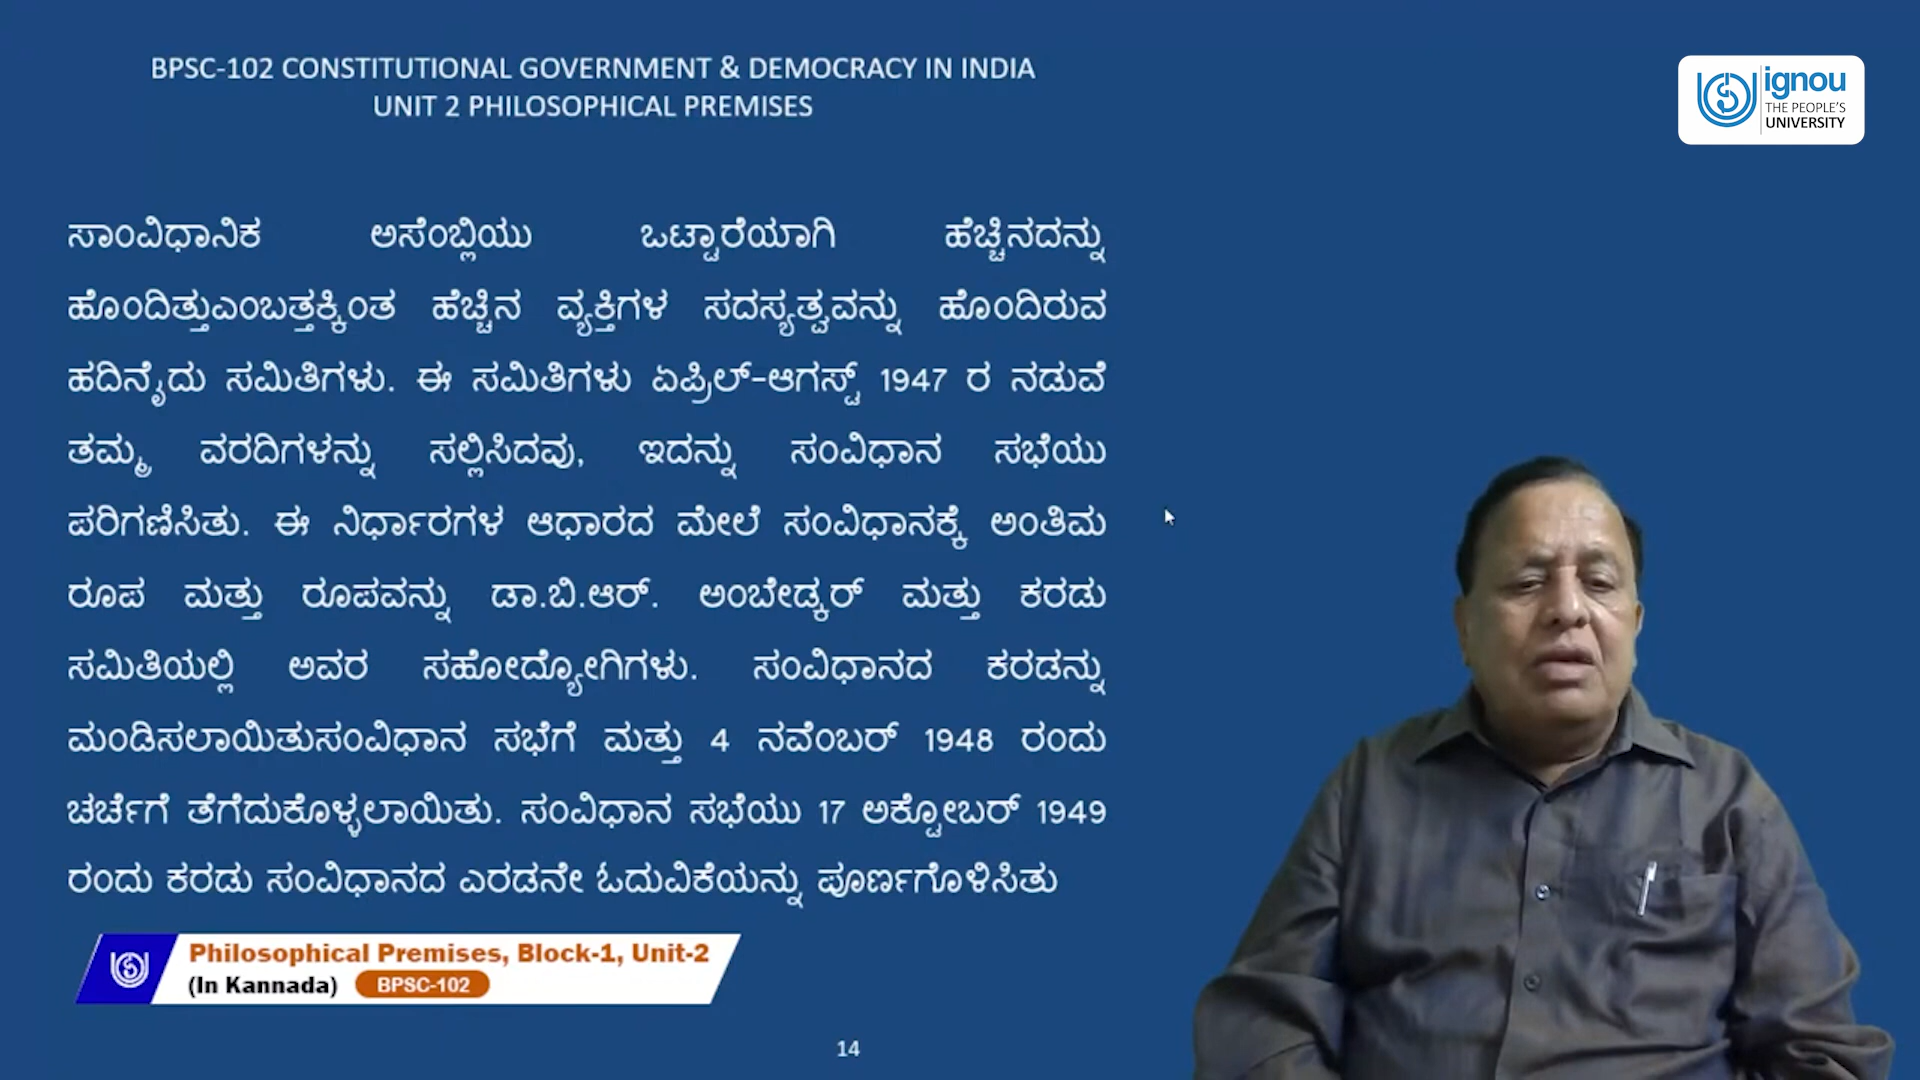 BPSC-102 CONSTITUTIONAL GOVERNMENT & DEMOCRACY IN INDIA
UNIT 2 PHILOSOPHICAL PREMISES
ignou
THE PEOPLE'S
UNIVERSITY
ಸಾಂವಿಧಾನಿಕ ಅಸೆಂಬ್ಲಿಯು ಒಟ್ಟಾರೆಯಾಗಿ ಹೆಚ್ಚಿನದನ್ನು
ಹೊಂದಿತ್ತುಎಂಬತ್ತಕ್ಕಿಂತ ಹೆಚ್ಚಿನ ವ್ಯಕ್ತಿಗಳ ಸದಸ್ಯತ್ವವನ್ನು ಹೊಂದಿರುವ
ಹದಿನೈದು ಸಮಿತಿಗಳು. ಈ ಸಮಿತಿಗಳು ಏಪ್ರಿಲ್-ಆಗಸ್ಟ್ 1947 ರ ನಡುವೆ
ತಮ್ಮ ವರದಿಗಳನ್ನು ಸಲ್ಲಿಸಿದವು, ಇದನ್ನು ಸಂವಿಧಾನ ಸಭೆಯು
ಪರಿಗಣಿಸಿತು. ಈ ನಿರ್ಧಾರಗಳ ಆಧಾರದ ಮೇಲೆ ಸಂವಿಧಾನಕ್ಕೆ ಅಂತಿಮ
ರೂಪ ಮತ್ತು ರೂಪವನ್ನು ಡಾ.ಬಿ.ಆರ್. ಅಂಬೇಡ್ಕರ್ ಮತ್ತು ಕರಡು
ಸಮಿತಿಯಲ್ಲಿ ಅವರ ಸಹೋದ್ಯೋಗಿಗಳು. ಸಂವಿಧಾನದ ಕರಡನ್ನು
ಮಂಡಿಸಲಾಯಿತುಸಂವಿಧಾನ ಸಭೆಗೆ ಮತ್ತು 4 ನವೆಂಬರ್ 1948 ರಂದು
ಚರ್ಚೆಗೆ ತೆಗೆದುಕೊಳ್ಳಲಾಯಿತು. ಸಂವಿಧಾನ ಸಭೆಯು 17 ಅಕ್ಟೋಬರ್ 1949
ರಂದು ಕರಡು ಸಂವಿಧಾನದ ಎರಡನೇ ಓದುವಿಕೆಯನ್ನು ಪೂರ್ಣಗೊಳಿಸಿತು
Philosophical Premises, Block-1, Unit-2
(In Kannada) BPSC-102
14